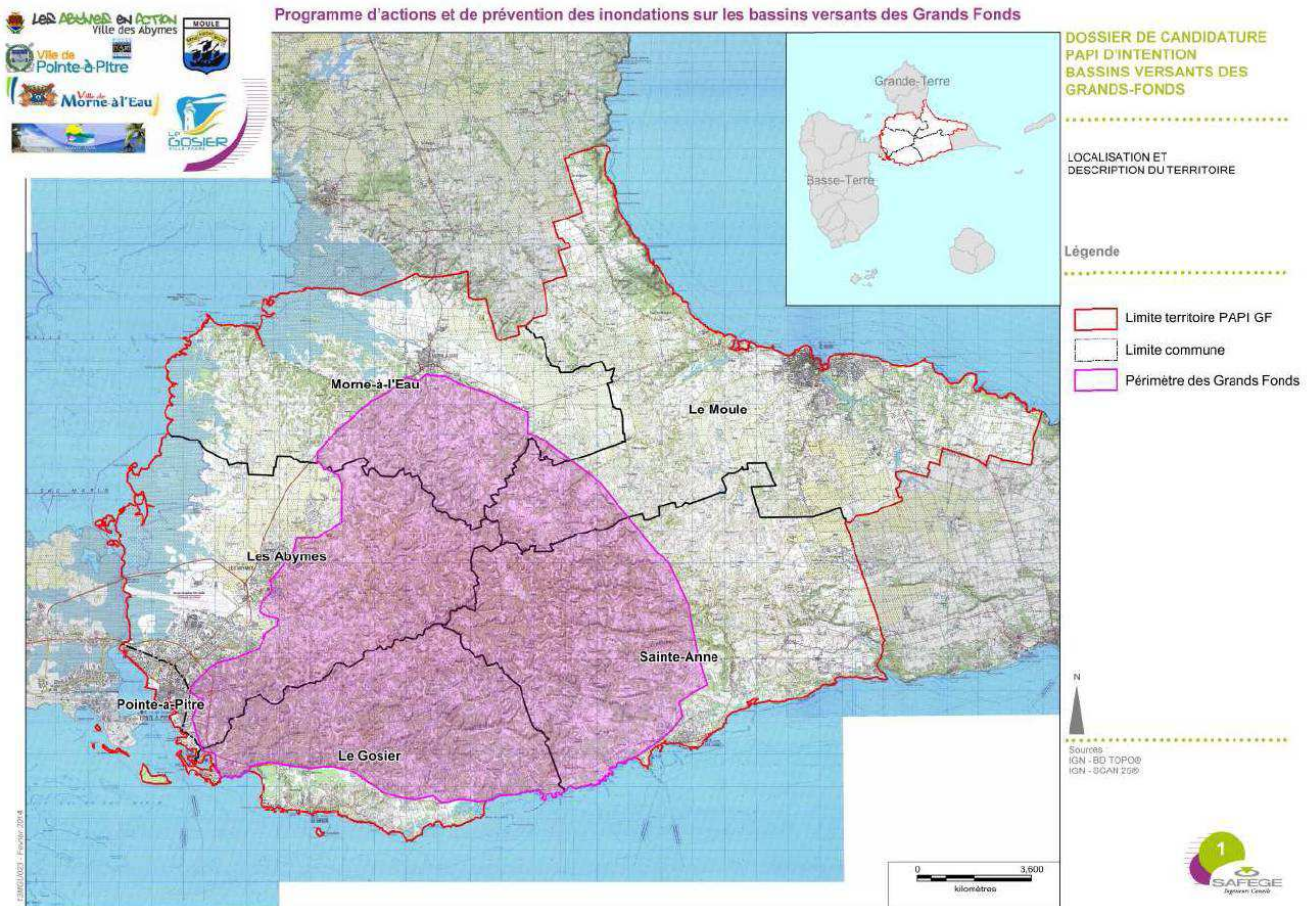 Programme d'actions et de prévention des inondations sur les bassins versants des Grands Fonds
LES ABYMES EN ACTION
Ville des Abymes
MOULE
Ville de
Pointe-à-Pitre
Ville de
Morne-à-l'Eau
LE
GOSIER
DOSSIER DE CANDIDATURE
PAPI D'INTENTION
BASSINS VERSANTS DES
GRANDS-FONDS
LOCALISATION ET
DESCRIPTION DU TERRITOIRE
Légende
Limite territoire PAPI GF
Limite commune
Périmètre des Grands Fonds
Grande-Terre
Basse-Terre
Morne-à-l'Eau
Le Moule
Les Abymes
Sainte-Anne
Pointe-à-Pitre
Le Gosier
N
Sources
IGN - BD TOPO®
IGN - SCAN 25®
0 3,600
kilomètres
1
SAFEGE
Ingénieurs Conseils